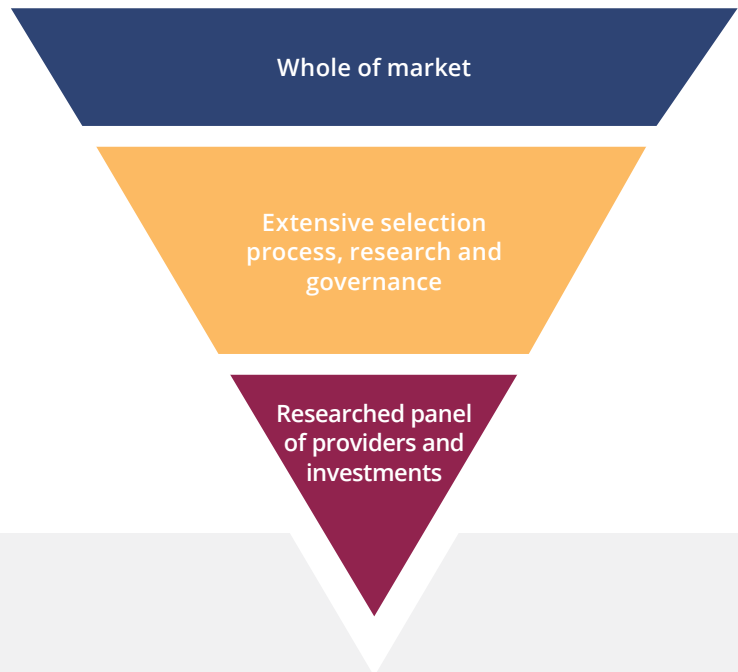 Whole of market
Extensive selection
process, research and
governance
Researched panel
of providers and
investments